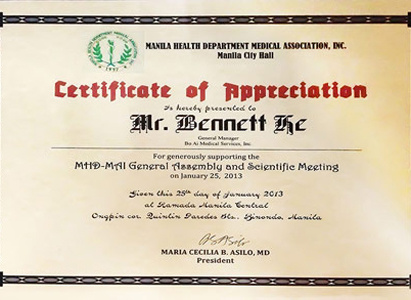 MANILA HEALTH DEPARTMENT MEDICAL ASSOCIATION, INC.
Manila City Hall
Certificate of Appreciation
Is hereby presented to
Mr. Bennett Ke
General Manager
Bo Ai Medical Services, Inc.
For generously supporting the
MHD-MAI General Assembly and Scientific Meeting
on January 25, 2013
Given this 25th day of January 2013
at Ramada Manila Central
Ongpin cor. Quintin Paredes Sts., Binondo, Manila
MARIA CECILIA B. ASILO, MD
President
1947